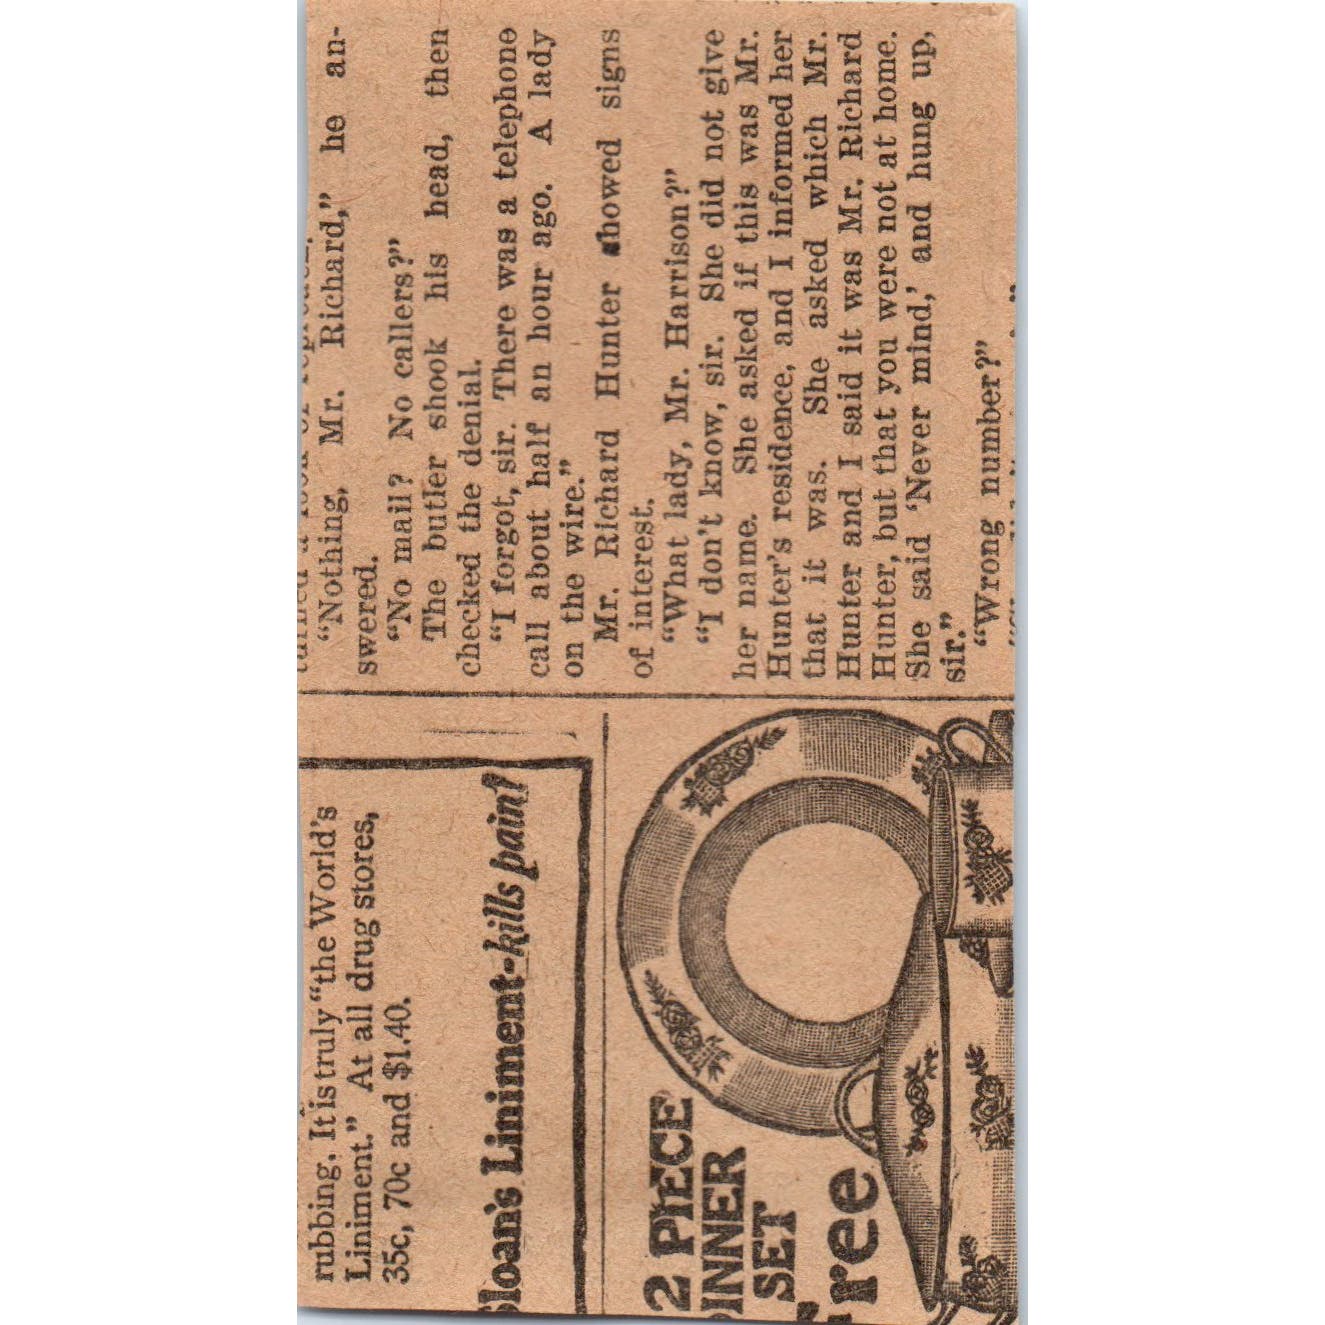 rubbing. It is truly "the World's
Liniment." At all drug stores,
35c, 70c and $1.40.
Sloan's Liniment-kills pain!
2 PIECE
DINNER
SET
Free
"Nothing, Mr. Richard," he an-
swered.
"No mail? No callers?"
The butler shook his head, then
checked the denial.
"I forgot, sir. There was a telephone
call about half an hour ago. A lady
on the wire."
Mr. Richard Hunter showed signs
of interest.
"What lady, Mr. Harrison?"
"I don't know, sir. She did not give
her name. She asked if this was Mr.
Hunter's residence, and I informed her
that it was. She asked which Mr.
Hunter and I said it was Mr. Richard
Hunter, but that you were not at home.
She said 'Never mind,' and hung up,
sir."
"Wrong number?"